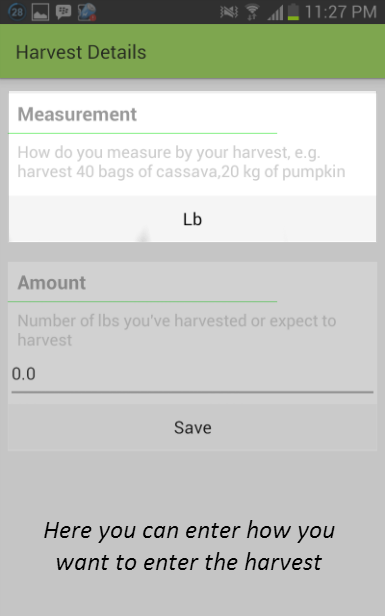 28
11:27 PM
Harvest Details
Measurement
How do you measure by your harvest, e.g.
harvest 40 bags of cassava,20 kg of pumpkin
Lb
Amount
Number of lbs you've harvested or expect to
harvest
0.0
Save
Here you can enter how you
want to enter the harvest